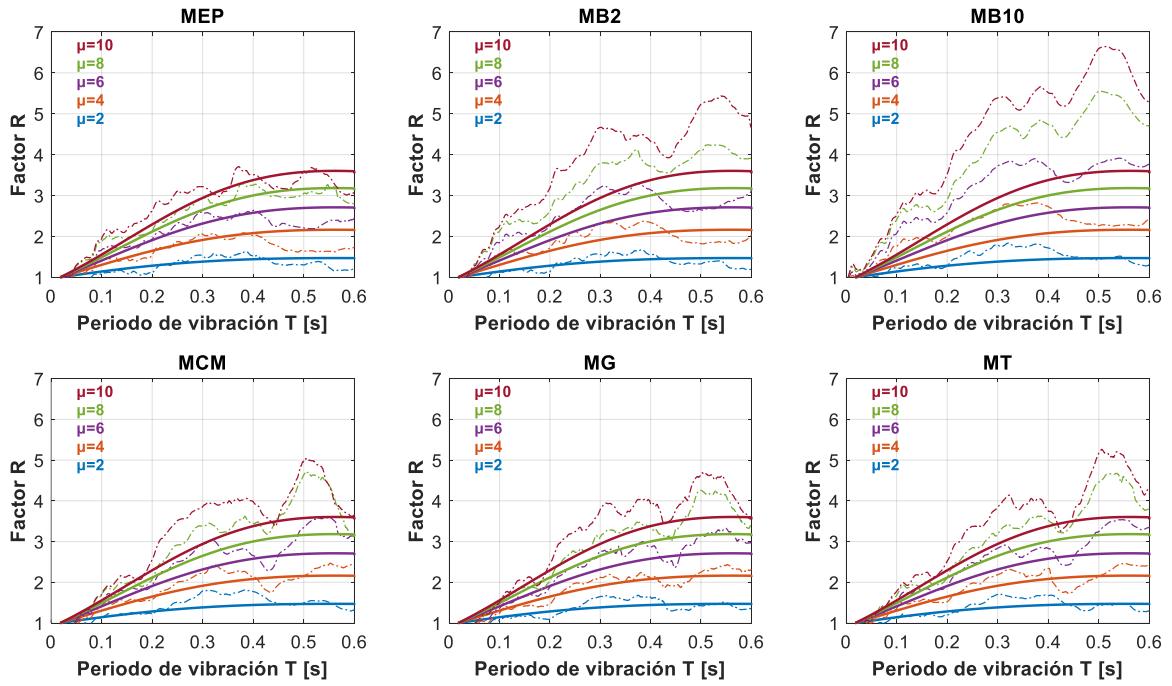 MEP
7
6
5
4
3
2
1
Factor R
μ=10
μ=8
μ=6
μ=4
μ=2
0 0.1 0.2 0.3 0.4 0.5 0.6
Periodo de vibración T [s]
MB2
7
6
5
4
3
2
1
Factor R
μ=10
μ=8
μ=6
μ=4
μ=2
0 0.1 0.2 0.3 0.4 0.5 0.6
Periodo de vibración T [s]
MB10
7
6
5
4
3
2
1
Factor R
μ=10
μ=8
μ=6
μ=4
μ=2
0 0.1 0.2 0.3 0.4 0.5 0.6
Periodo de vibración T [s]
MCM
7
6
5
4
3
2
1
Factor R
μ=10
μ=8
μ=6
μ=4
μ=2
0 0.1 0.2 0.3 0.4 0.5 0.6
Periodo de vibración T [s]
MG
7
6
5
4
3
2
1
Factor R
μ=10
μ=8
μ=6
μ=4
μ=2
0 0.1 0.2 0.3 0.4 0.5 0.6
Periodo de vibración T [s]
MT
7
6
5
4
3
2
1
Factor R
μ=10
μ=8
μ=6
μ=4
μ=2
0 0.1 0.2 0.3 0.4 0.5 0.6
Periodo de vibración T [s]